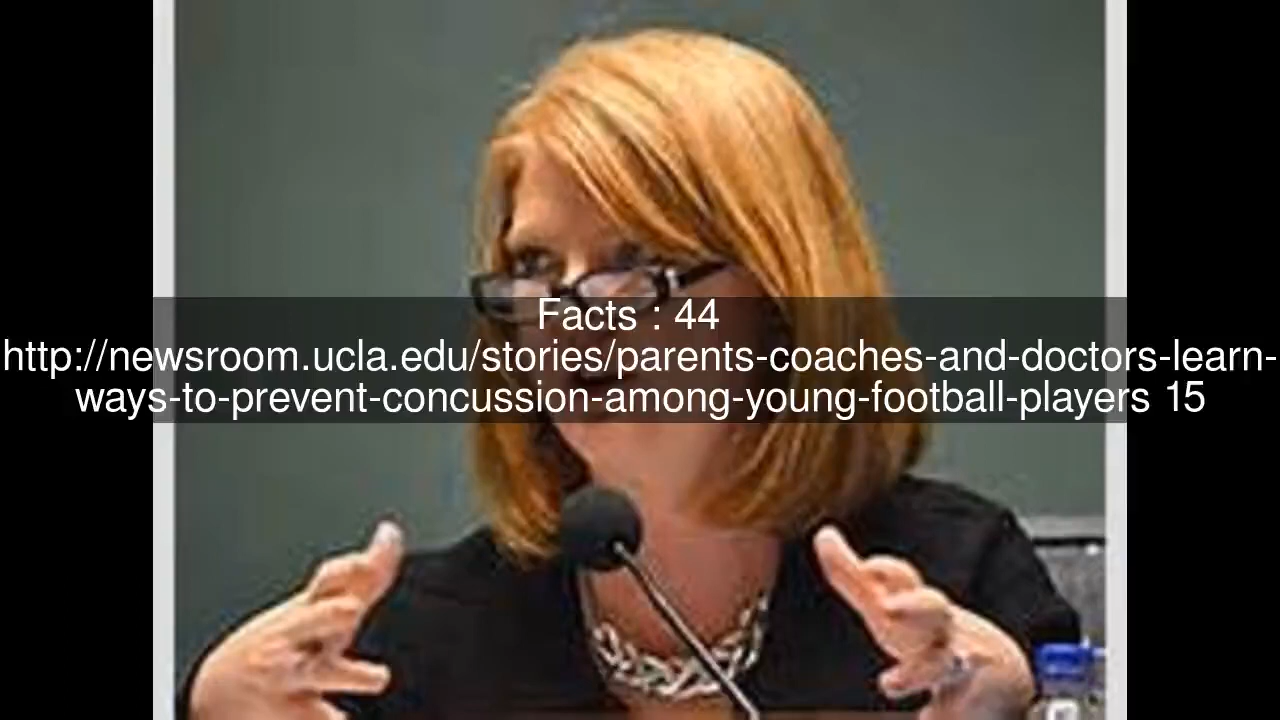 Facts : 44
http://newsroom.ucla.edu/stories/parents-coaches-and-doctors-learn-
ways-to-prevent-concussion-among-young-football-players 15